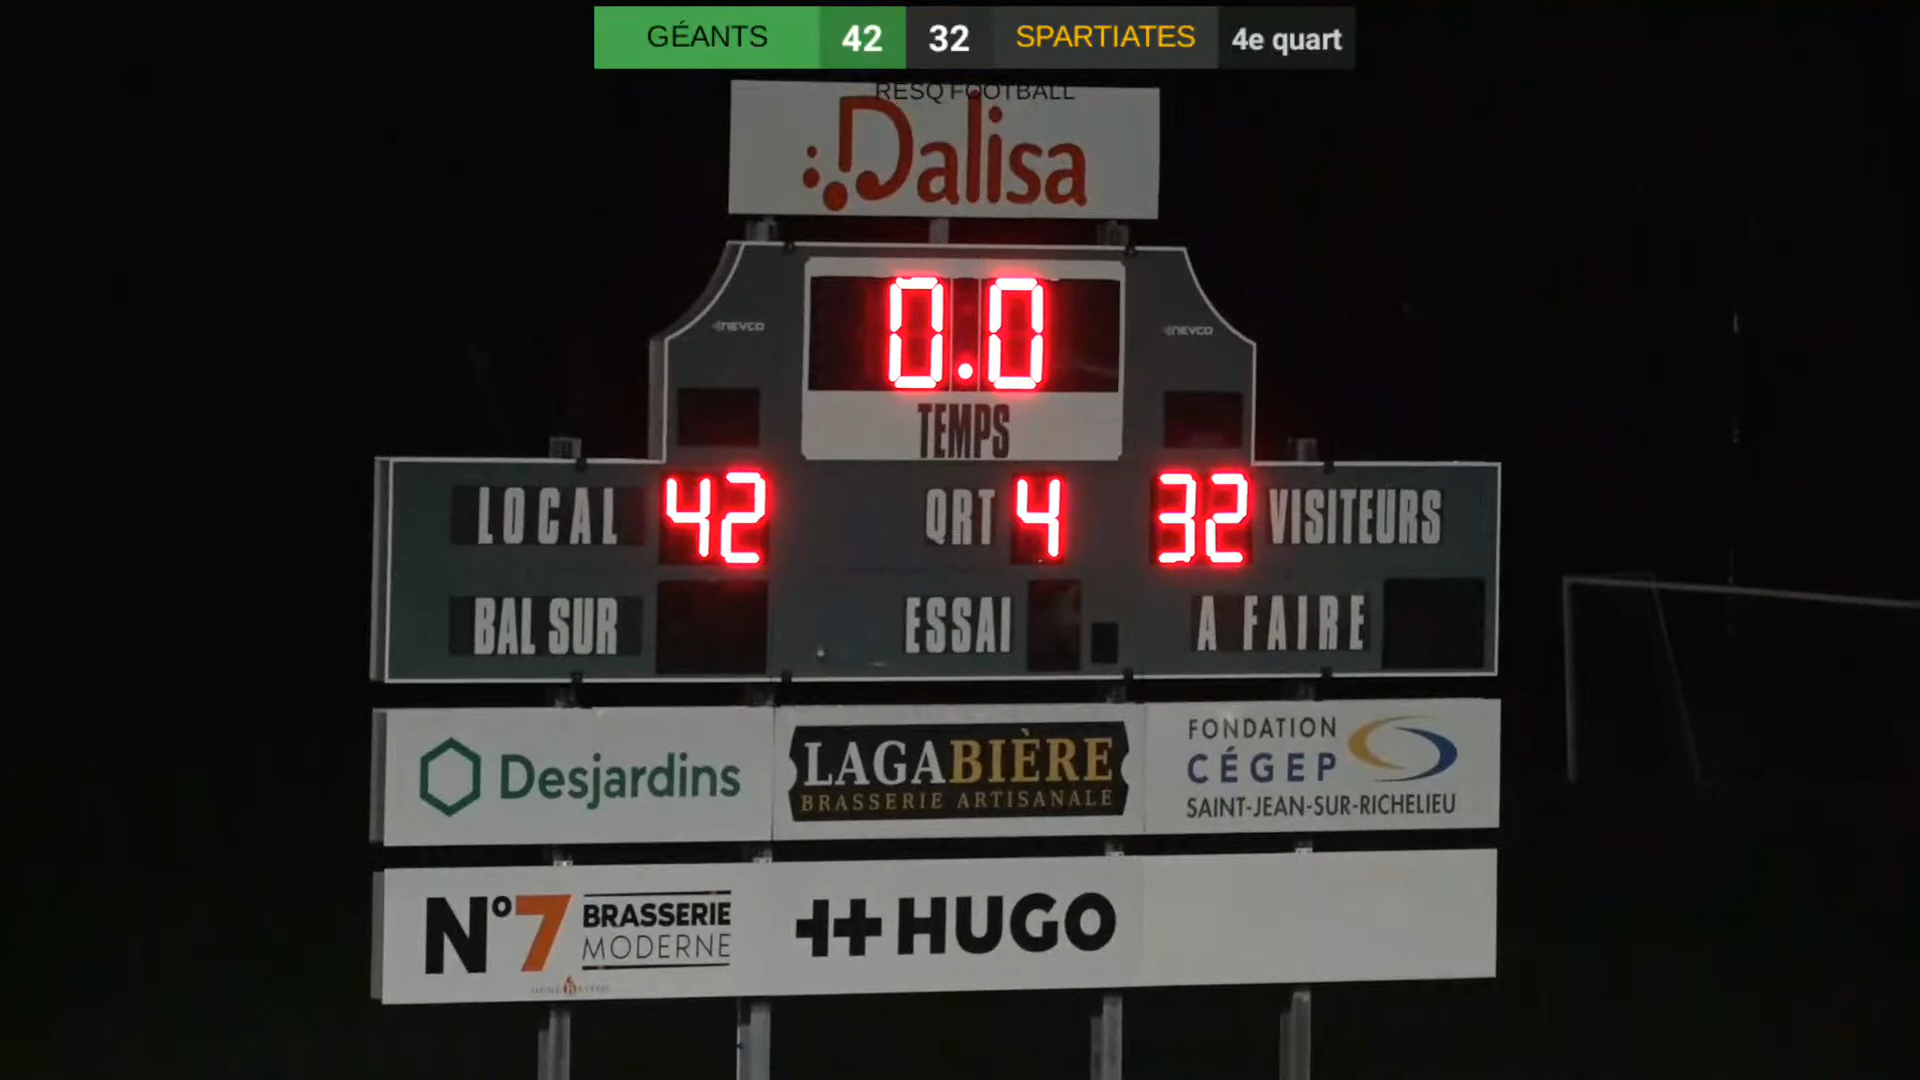 GÉANTS 42 32 SPARTIATES 4e quart
RESQ FOOTBALL
Dalisa
0.0
NEVCO NEVCO
TEMPS
LOCAL 42 QRT 4 32 VISITEURS
BAL SUR ESSAI A FAIRE
Desjardins
LAGABIÈRE
BRASSERIE ARTISANALE
FONDATION
CÉGEP
SAINT-JEAN-SUR-RICHELIEU
N°7 BRASSERIE
MODERNE
HUGO